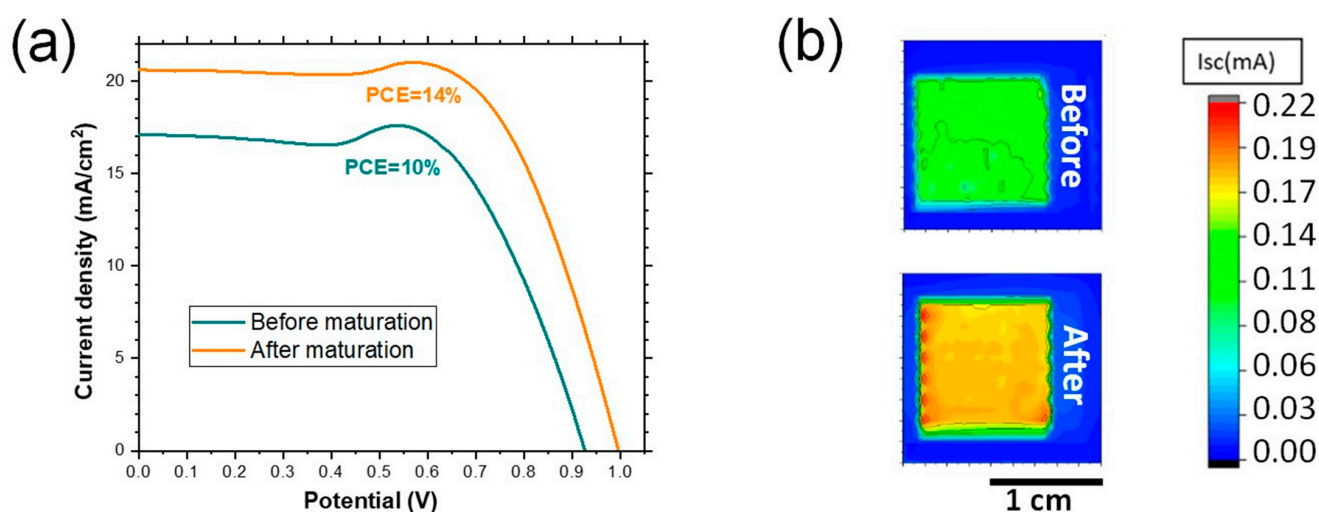 (a)
Current density (mA/cm²)
20
15
10
5
0
PCE=14%
PCE=10%
Before maturation
After maturation
0.0 0.1 0.2 0.3 0.4 0.5 0.6 0.7 0.8 0.9 1.0
Potential (V)
(b)
Before
After
1 cm
Isc(mA)
0.22
0.19
0.17
0.14
0.11
0.08
0.06
0.03
0.00